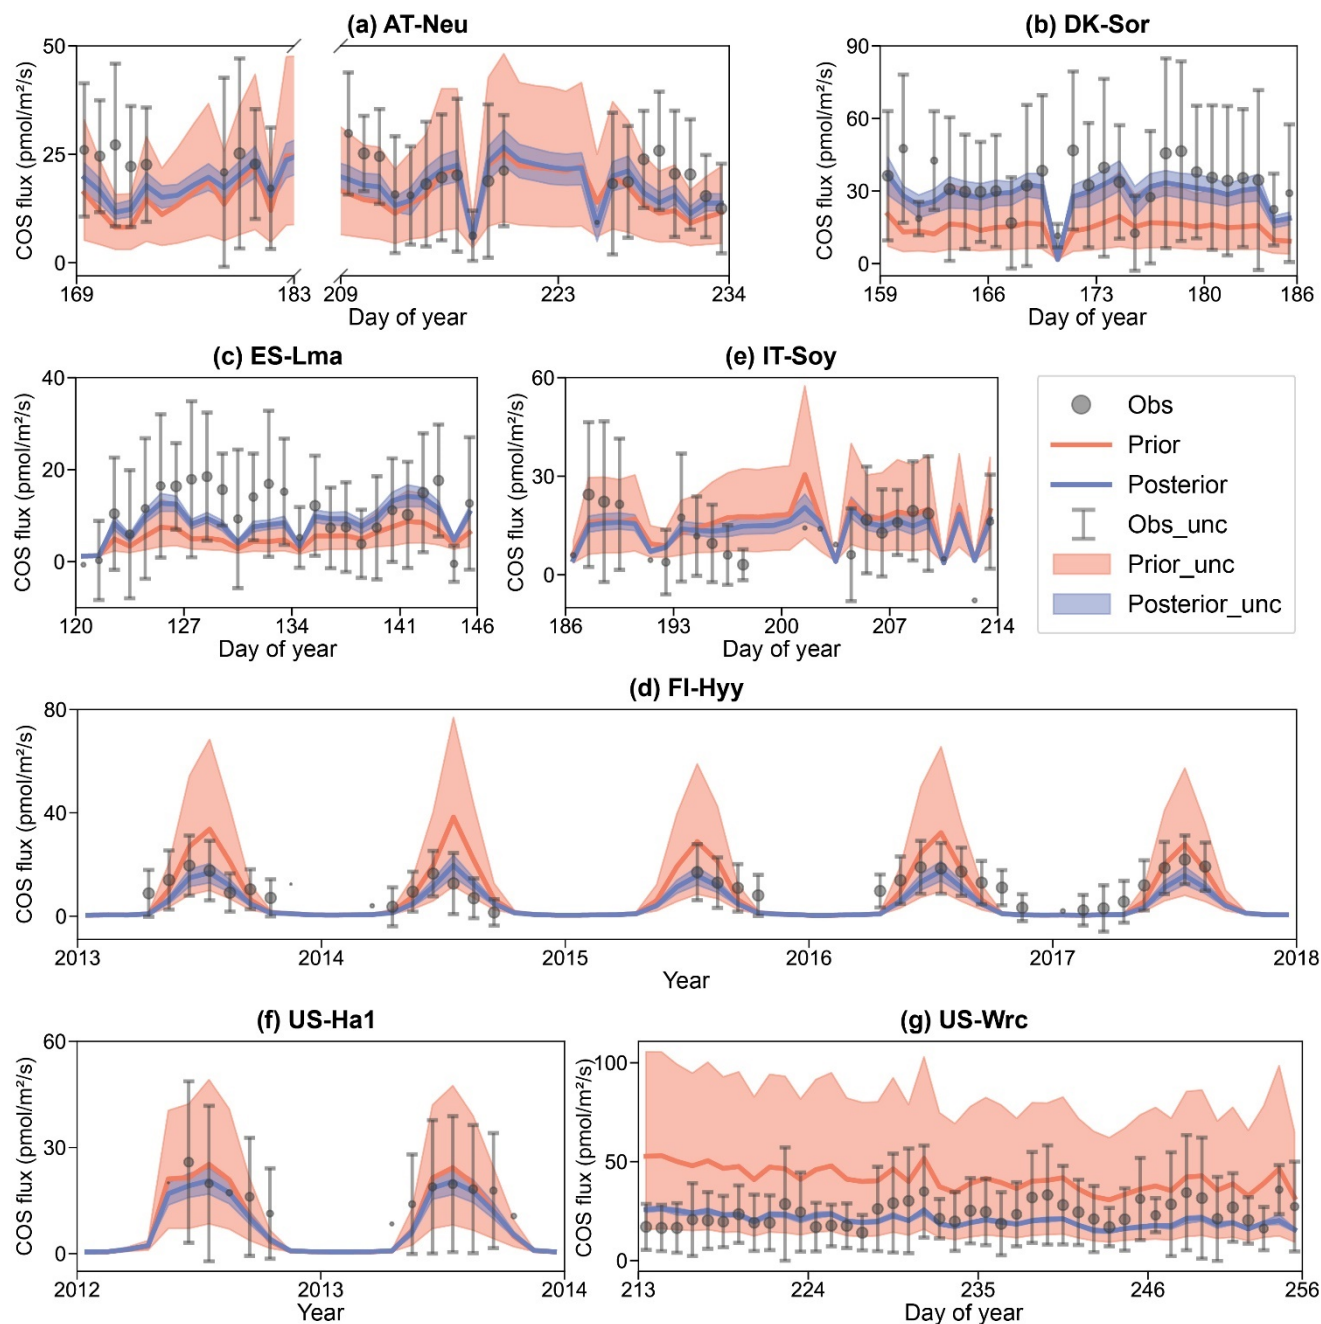 (a) AT-Neu
COS flux (pmol/m²/s)
50
25
0
169
183
209
223
234
Day of year
(b) DK-Sor
COS flux (pmol/m²/s)
90
60
30
0
159
166
173
180
186
Day of year
(c) ES-Lma
COS flux (pmol/m²/s)
40
20
0
120
127
134
141
146
Day of year
(e) IT-Soy
COS flux (pmol/m²/s)
60
30
0
186
193
200
207
214
Day of year
Obs
Prior
Posterior
Obs_unc
Prior_unc
Posterior_unc
(d) FI-Hyy
COS flux (pmol/m²/s)
80
40
0
2013
2014
2015
2016
2017
2018
Year
(f) US-Ha1
COS flux (pmol/m²/s)
60
30
0
2012
2013
2014
Year
(g) US-Wrc
COS flux (pmol/m²/s)
100
50
0
213
224
235
246
256
Day of year